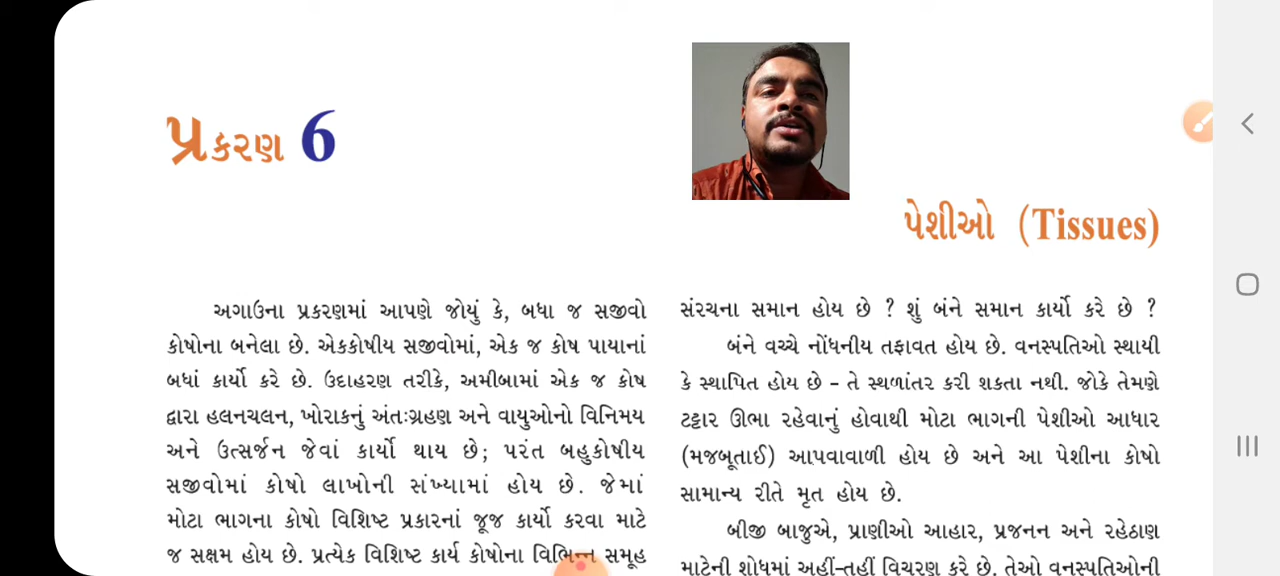 પ્રકરણ 6
પેશીઓ (Tissues)
અગાઉના પ્રકરણમાં આપણે જોયું કે, બધા જ સજીવો
કોષોના બનેલા છે. એકકોષીય સજીવોમાં, એક જ કોષ પાયાનાં
બધાં કાર્યો કરે છે. ઉદાહરણ તરીકે, અમીબામાં એક જ કોષ
દ્વારા હલનચલન, ખોરાકનું અંતઃગ્રહણ અને વાયુઓનો વિનિમય
અને ઉત્સર્જન જેવાં કાર્યો થાય છે; પરંત બહુકોષીય
સજીવોમાં કોષો લાખોની સંખ્યામાં હોય છે. જેમાં
મોટા ભાગના કોષો વિશિષ્ટ પ્રકારનાં જૂજ કાર્યો કરવા માટે
જ સક્ષમ હોય છે. પ્રત્યેક વિશિષ્ટ કાર્ય કોષોના વિભિન્ન સમૂહ
સંરચના સમાન હોય છે ? શું બંને સમાન કાર્યો કરે છે ?
બંને વચ્ચે નોંધનીય તફાવત હોય છે. વનસ્પતિઓ સ્થાયી
કે સ્થાપિત હોય છે – તે સ્થળાંતર કરી શકતા નથી. જોકે તેમણે
ટટ્ટાર ઊભા રહેવાનું હોવાથી મોટા ભાગની પેશીઓ આધાર
(મજબૂતાઈ) આપવાવાળી હોય છે અને આ પેશીના કોષો
સામાન્ય રીતે મૃત હોય છે.
બીજી બાજુએ, પ્રાણીઓ આહાર, પ્રજનન અને રહેઠાણ
માટેની શોધમાં અહીં-તહીં વિચરણ કરે છે. તેઓ વનસ્પતિઓની